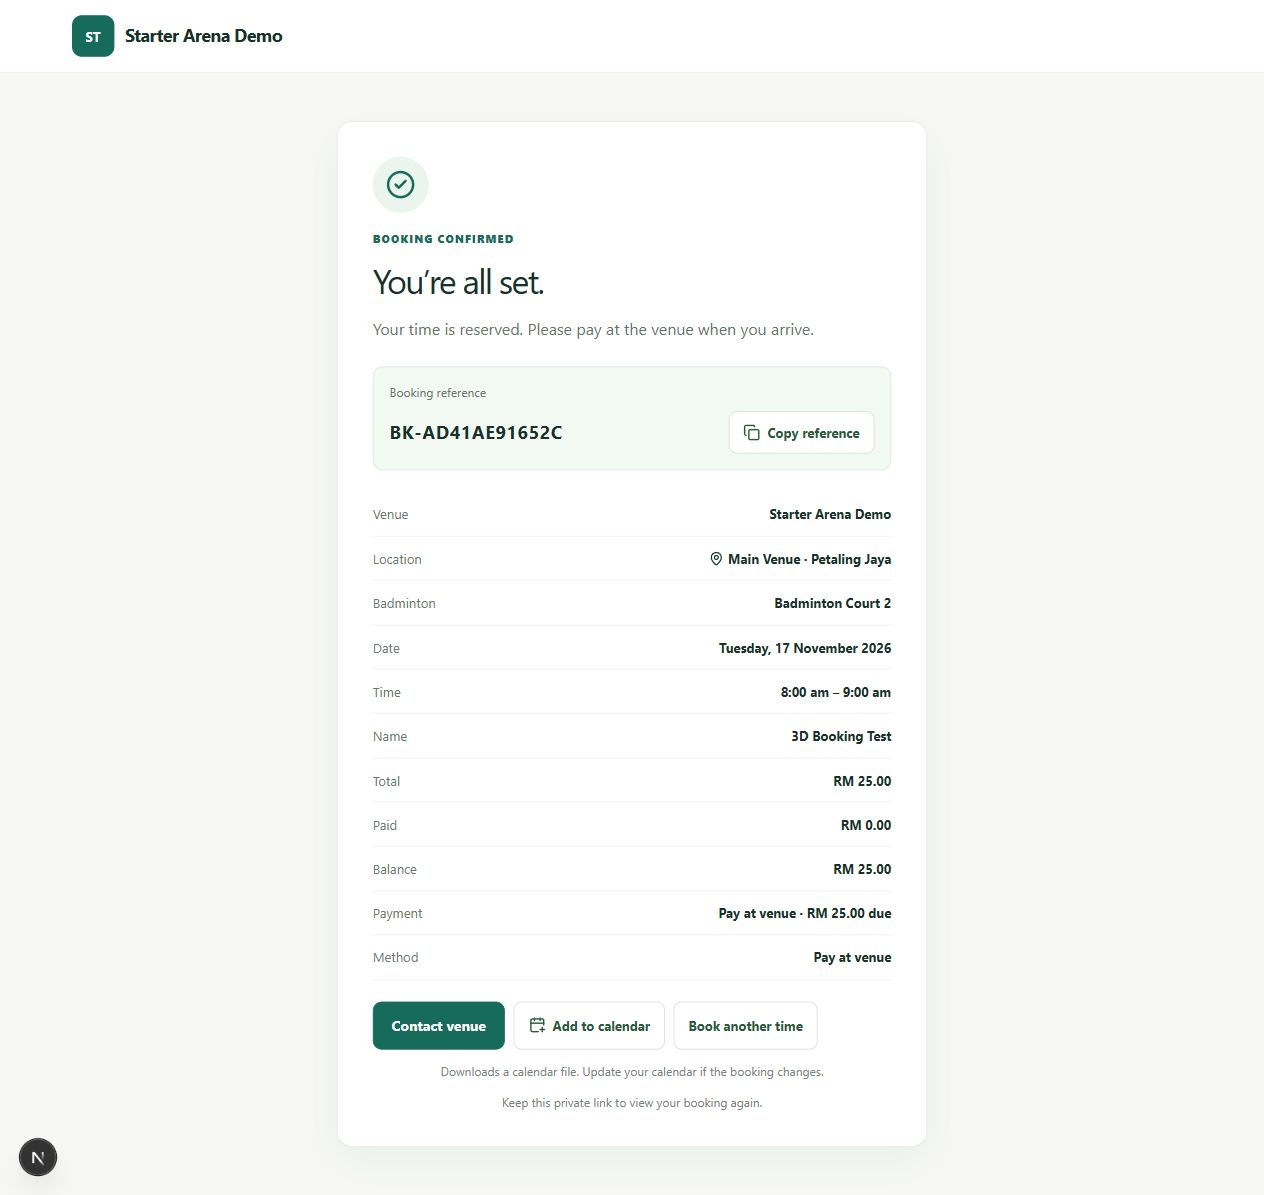 ST
Starter Arena Demo
BOOKING CONFIRMED
You’re all set.
Your time is reserved. Please pay at the venue when you arrive.
Booking reference
BK-AD41AE91652C
Copy reference
Venue Starter Arena Demo
Location Main Venue · Petaling Jaya
Badminton Badminton Court 2
Date Tuesday, 17 November 2026
Time 8:00 am – 9:00 am
Name 3D Booking Test
Total RM 25.00
Paid RM 0.00
Balance RM 25.00
Payment Pay at venue · RM 25.00 due
Method Pay at venue
Contact venue Add to calendar Book another time
Downloads a calendar file. Update your calendar if the booking changes.
Keep this private link to view your booking again.
N